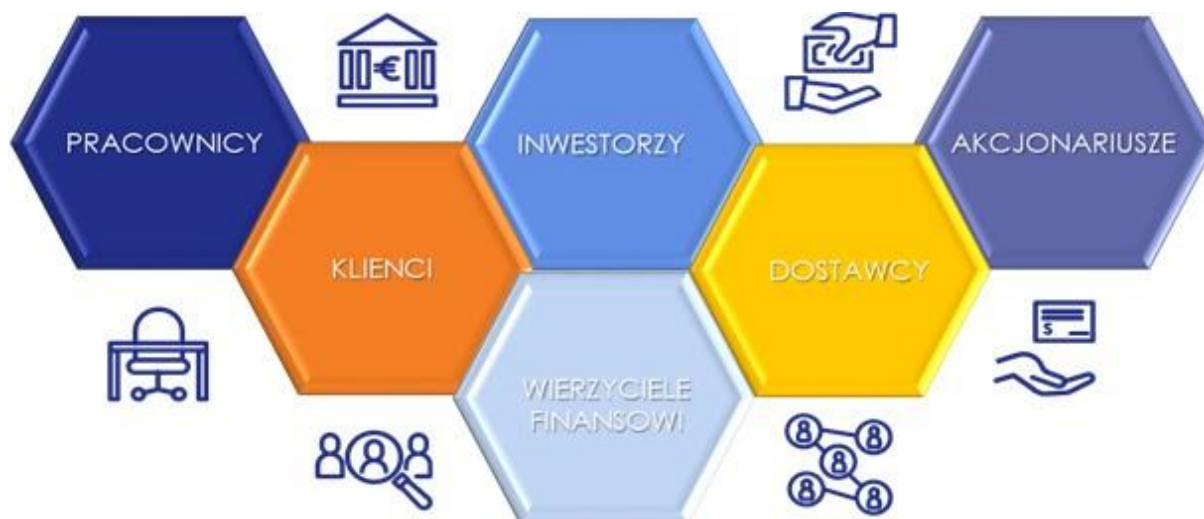 PRACOWNICY
INWESTORZY
AKCJONARIUSZE
KLIENCI
DOSTAWCY
WIERZYCIELE
FINANSOWI
€
$